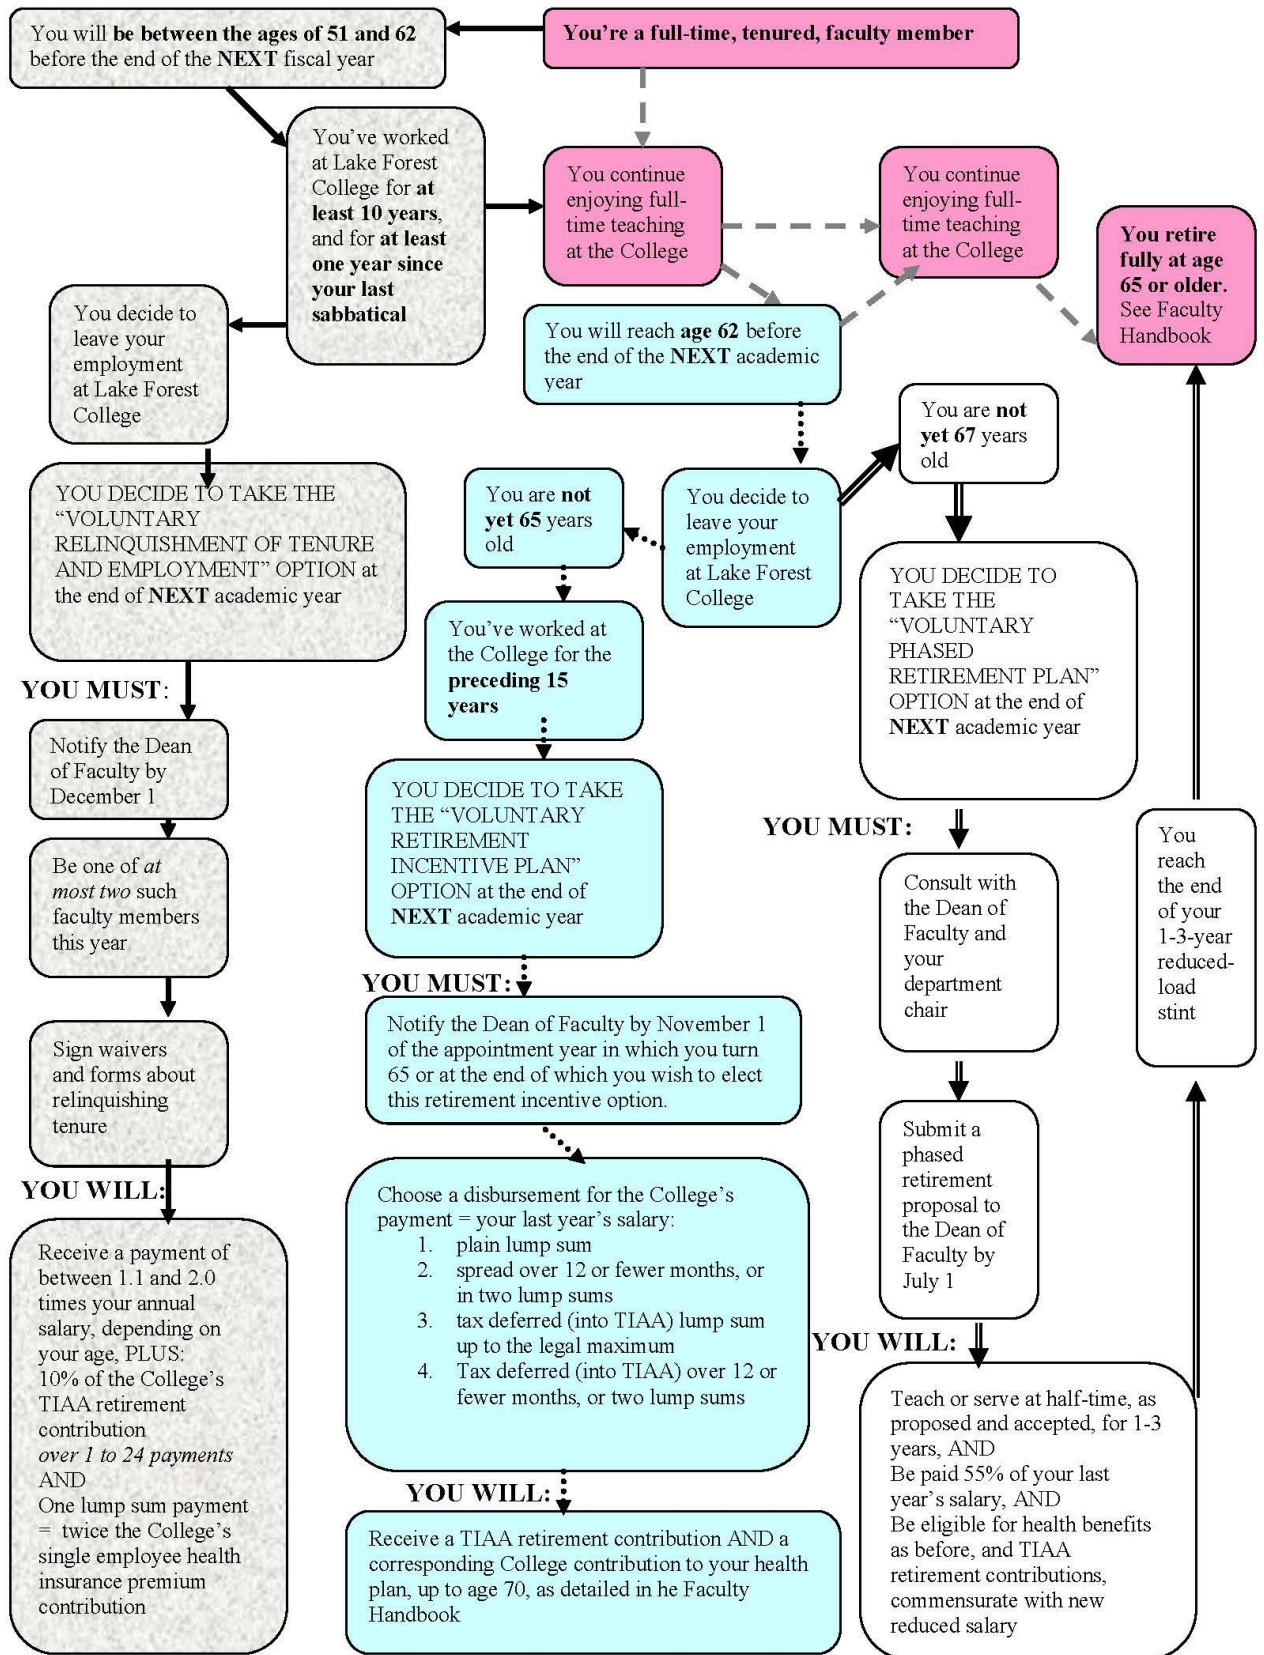 You will be between the ages of 51 and 62
before the end of the NEXT fiscal year
You're a full-time, tenured, faculty member
You've worked
at Lake Forest
College for at
least 10 years,
and for at least
one year since
your last
sabbatical
You continue
enjoying full-
time teaching
at the College
You continue
enjoying full-
time teaching
at the College
You retire
fully at age
65 or older.
See Faculty
Handbook
You decide to
leave your
employment
at Lake Forest
College
You will reach age 62 before
the end of the NEXT academic
year
You are not
yet 67 years
old
YOU DECIDE TO TAKE THE
“VOLUNTARY
RELINQUISHMENT OF TENURE
AND EMPLOYMENT” OPTION at
the end of NEXT academic year
You are not
yet 65 years
old
You decide to
leave your
employment
at Lake Forest
College
YOU DECIDE TO
TAKE THE
“VOLUNTARY
PHASED
RETIREMENT PLAN”
OPTION at the end of
NEXT academic year
You've worked at
the College for the
preceding 15
years
YOU MUST:
Notify the Dean
of Faculty by
December 1
Be one of at
most two such
faculty members
this year
Sign waivers
and forms about
relinquishing
tenure
YOU WILL:
Receive a payment of
between 1.1 and 2.0
times your annual
salary, depending on
your age, PLUS:
10% of the College's
TIAA retirement
contribution
over 1 to 24 payments
AND
One lump sum payment
= twice the College's
single employee health
insurance premium
contribution
YOU DECIDE TO TAKE
THE “VOLUNTARY
RETIREMENT
INCENTIVE PLAN”
OPTION at the end of
NEXT academic year
YOU MUST:
Notify the Dean of Faculty by November 1
of the appointment year in which you turn
65 or at the end of which you wish to elect
this retirement incentive option.
Choose a disbursement for the College's
payment = your last year's salary:
1. plain lump sum
2. spread over 12 or fewer months, or
in two lump sums
3. tax deferred (into TIAA) lump sum
up to the legal maximum
4. Tax deferred (into TIAA) over 12 or
fewer months, or two lump sums
YOU WILL:
Receive a TIAA retirement contribution AND a
corresponding College contribution to your health
plan, up to age 70, as detailed in he Faculty
Handbook
YOU MUST:
Consult with
the Dean of
Faculty and
your
department
chair
Submit a
phased
retirement
proposal to
the Dean of
Faculty by
July 1
YOU WILL:
Teach or serve at half-time, as
proposed and accepted, for 1-3
years, AND
Be paid 55% of your last
year's salary, AND
Be eligible for health benefits
as before, and TIAA
retirement contributions,
commensurate with new
reduced salary
You
reach
the end
of your
1-3-year
reduced-
load
stint